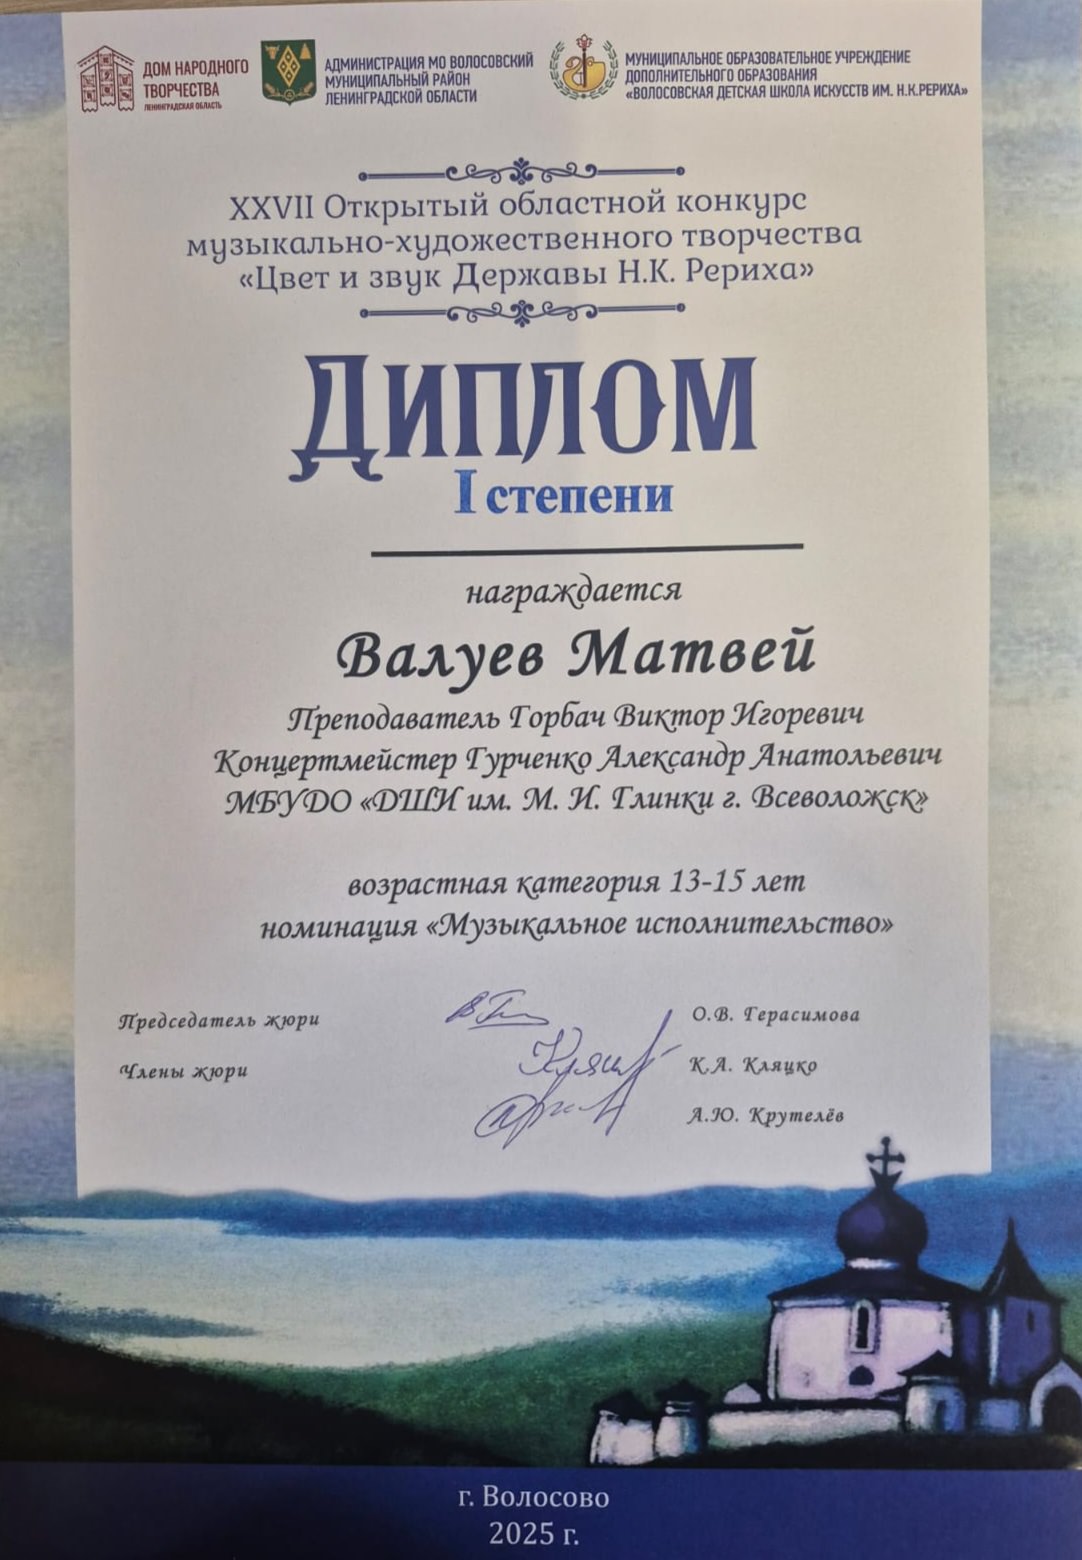 ДОМ НАРОДНОГО
ТВОРЧЕСТВА
ЛЕНИНГРАДСКАЯ ОБЛАСТЬ
АДМИНИСТРАЦИЯ МО ВОЛОСОВСКИЙ
МУНИЦИПАЛЬНЫЙ РАЙОН
ЛЕНИНГРАДСКОЙ ОБЛАСТИ
МУНИЦИПАЛЬНОЕ ОБРАЗОВАТЕЛЬНОЕ УЧРЕЖДЕНИЕ
ДОПОЛНИТЕЛЬНОГО ОБРАЗОВАНИЯ
«ВОЛОСОВСКАЯ ДЕТСКАЯ ШКОЛА ИСКУССТВ ИМ. Н.К.РЕРИХА»
XXVII Открытый областной конкурс
музыкально-художественного творчества
«Цвет и звук Державы Н.К. Рериха»
ДИПЛОМ
I степени
награждается
Валуев Матвей
Преподаватель Горбач Виктор Игоревич
Концертмейстер Гурченко Александр Анатольевич
МБУДО «ДШИ им. М. И. Глинки г. Всеволожск»
возрастная категория 13-15 лет
номинация «Музыкальное исполнительство»
Председатель жюри О.В. Герасимова
Члены жюри К.А. Кляцко
А.Ю. Крутелёв
г. Волосово
2025 г.